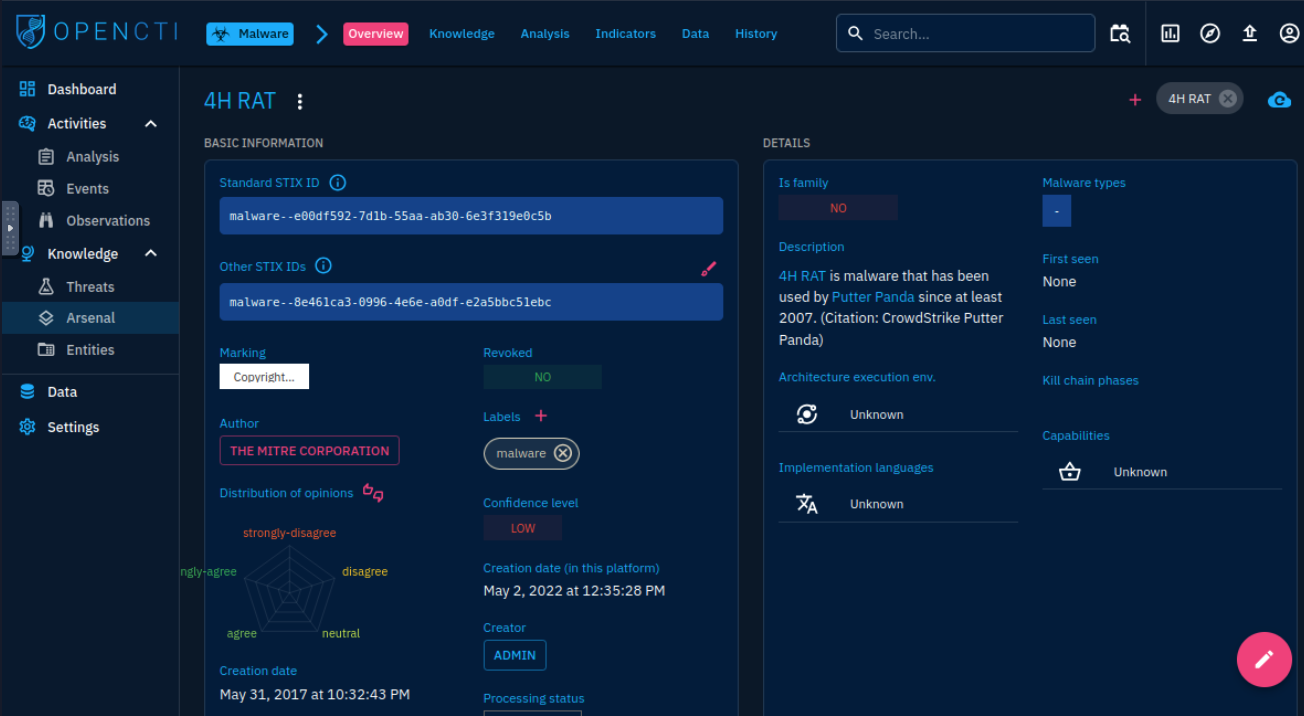 OPENCTI
Malware
Overview
Knowledge
Analysis
Indicators
Data
History
Search...
Dashboard
Activities
Analysis
Events
Observations
Knowledge
Threats
Arsenal
Entities
Data
Settings
4H RAT
4H RAT
BASIC INFORMATION
Standard STIX ID
malware--e00df592-7d1b-55aa-ab30-6e3f319e0c5b
Other STIX IDs
malware--8e461ca3-0996-4e6e-a0df-e2a5bbc51ebc
Marking
Copyright...
Revoked
NO
Author
THE MITRE CORPORATION
Labels
malware
Distribution of opinions
strongly-disagree
ngly-agree
disagree
agree
neutral
Confidence level
LOW
Creation date (in this platform)
May 2, 2022 at 12:35:28 PM
Creator
ADMIN
Creation date
May 31, 2017 at 10:32:43 PM
Processing status
DETAILS
Is family
NO
Malware types
-
Description
4H RAT is malware that has been
used by Putter Panda since at least
2007. (Citation: CrowdStrike Putter
Panda)
First seen
None
Last seen
None
Architecture execution env.
Unknown
Kill chain phases
Implementation languages
Unknown
Capabilities
Unknown